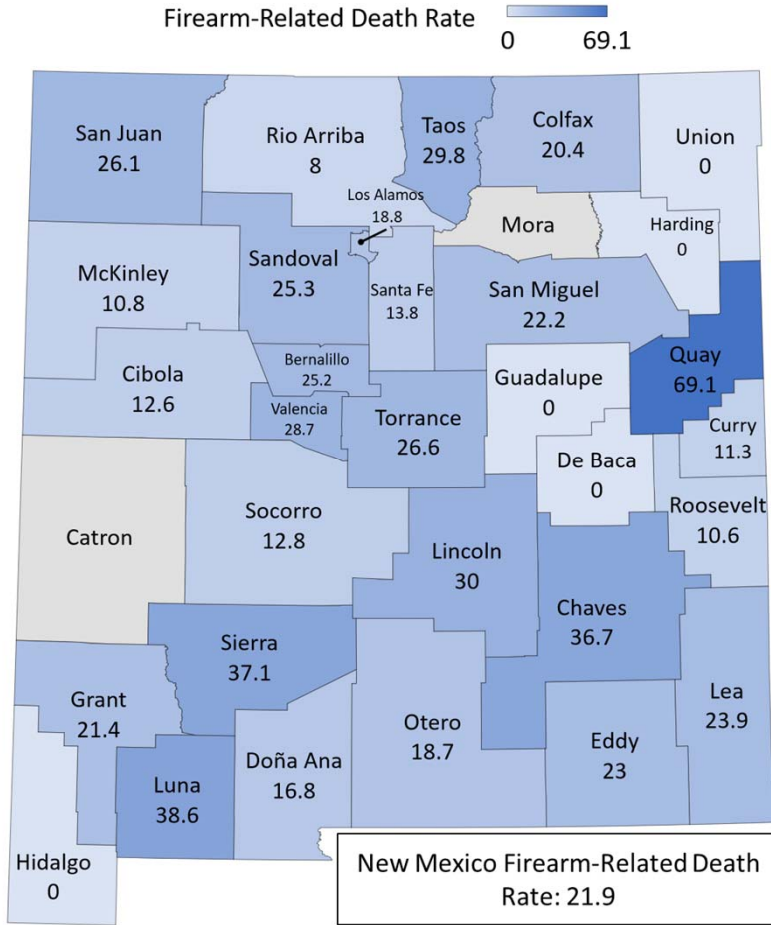 Firearm-Related Death Rate
0
69.1
San Juan
26.1
Rio Arriba
8
Taos
29.8
Colfax
20.4
Union
0
Los Alamos
18.8
Mora
Harding
0
McKinley
10.8
Sandoval
25.3
Santa Fe
13.8
San Miguel
22.2
Quay
69.1
Cibola
12.6
Bernalillo
25.2
Valencia
28.7
Torrance
26.6
Guadalupe
0
Curry
11.3
De Baca
0
Catron
Socorro
12.8
Lincoln
30
Roosevelt
10.6
Chaves
36.7
Sierra
37.1
Grant
21.4
Lea
23.9
Otero
18.7
Eddy
23
Doña Ana
16.8
Luna
38.6
Hidalgo
0
New Mexico Firearm-Related Death
Rate: 21.9